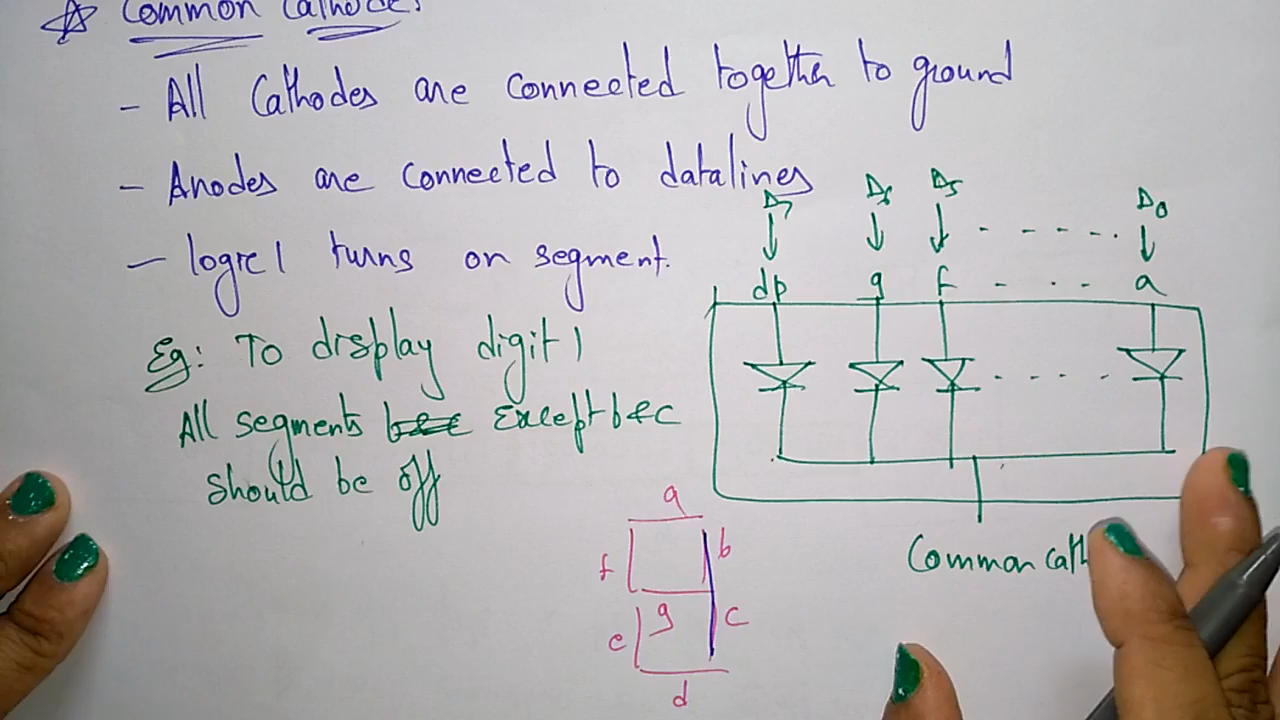 ☆ Common Cathode:
- All Cathodes are connected together to ground
- Anodes are connected to datalines
- logic 1 turns on segment.
Eg: To display digit 1
All segments Except b & c
should be off
D7 D6 D5 - - - - - . D0
dp g f - . . a
a
f b
g
e c
d
Common cath